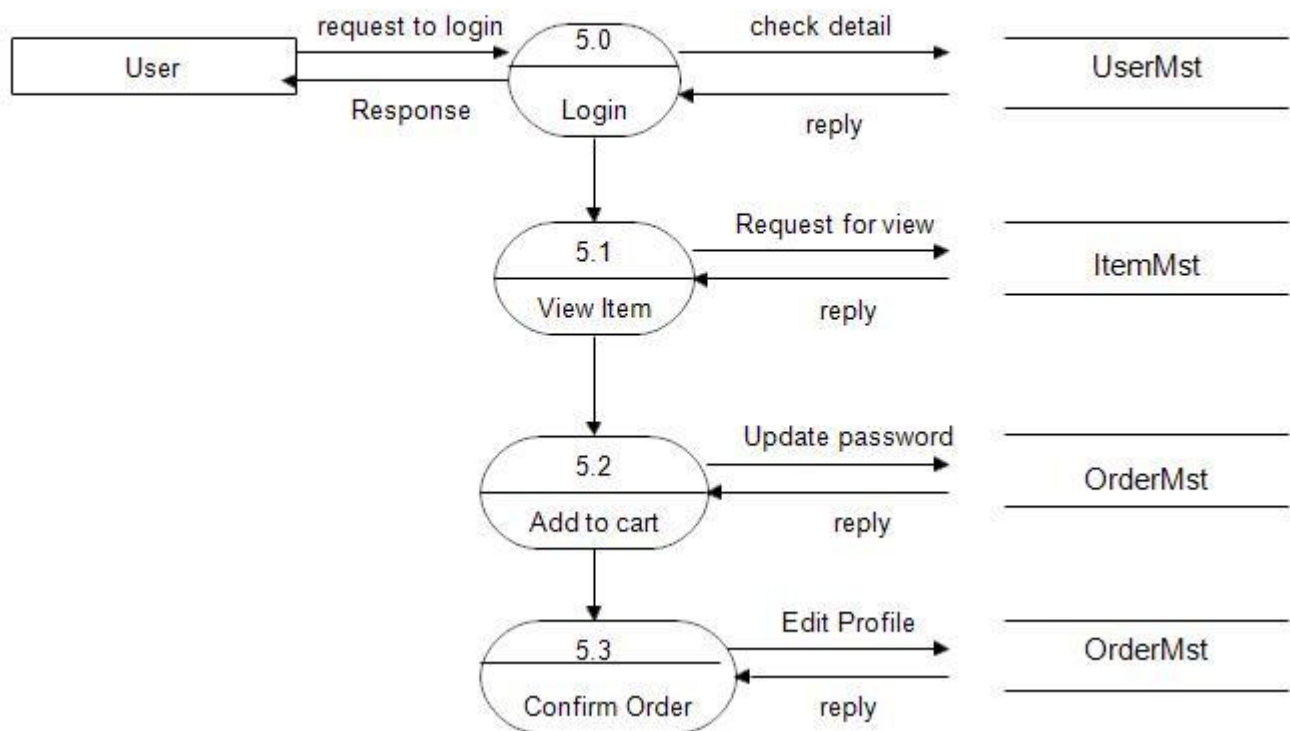 request to login
5.0
check detail
User
UserMst
Response
Login
reply
Request for view
5.1
ItemMst
View Item
reply
Update password
5.2
OrderMst
Add to cart
reply
Edit Profile
5.3
OrderMst
Confirm Order
reply